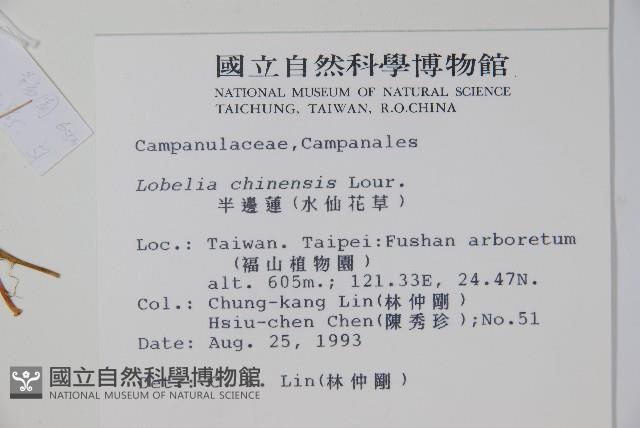 國立自然科學博物館
NATIONAL MUSEUM OF NATURAL SCIENCE
TAICHUNG, TAIWAN, R.O.CHINA
Campanulaceae,Campanales
Lobelia chinensis Lour.
半邊蓮(水仙花草)
Loc.: Taiwan. Taipei:Fushan arboretum
(福山植物園)
alt. 605m.; 121.33E, 24.47N.
Col.: Chung-kang Lin(林仲剛)
Hsiu-chen Chen(陳秀珍);No.51
Date: Aug. 25, 1993
Lin(林仲剛)
國立自然科學博物館
NATIONAL MUSEUM OF NATURAL SCIENCE